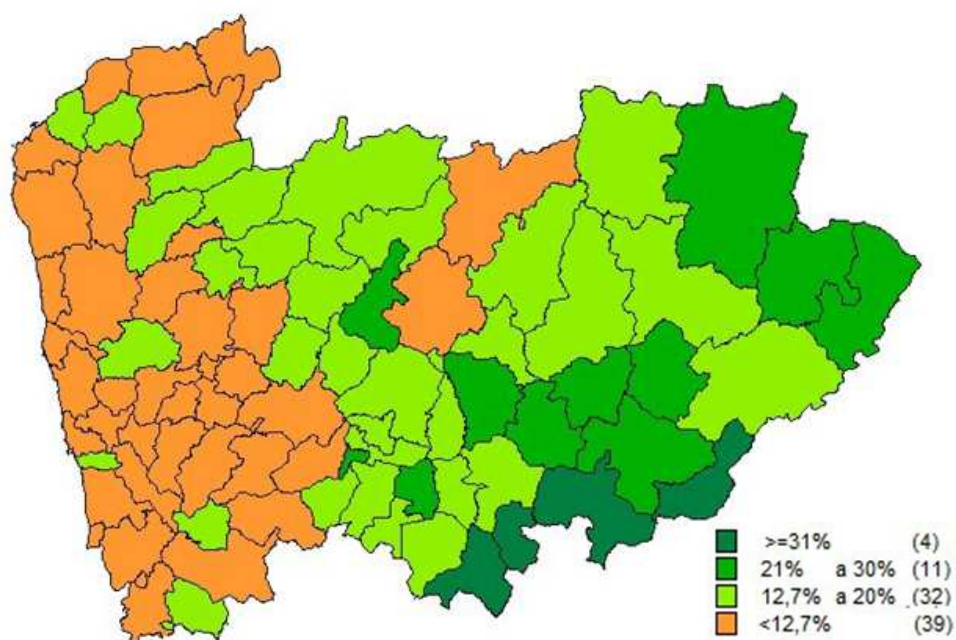 >=31% (4)
21% a 30% (11)
12,7% a 20% (32)
<12,7% (39)